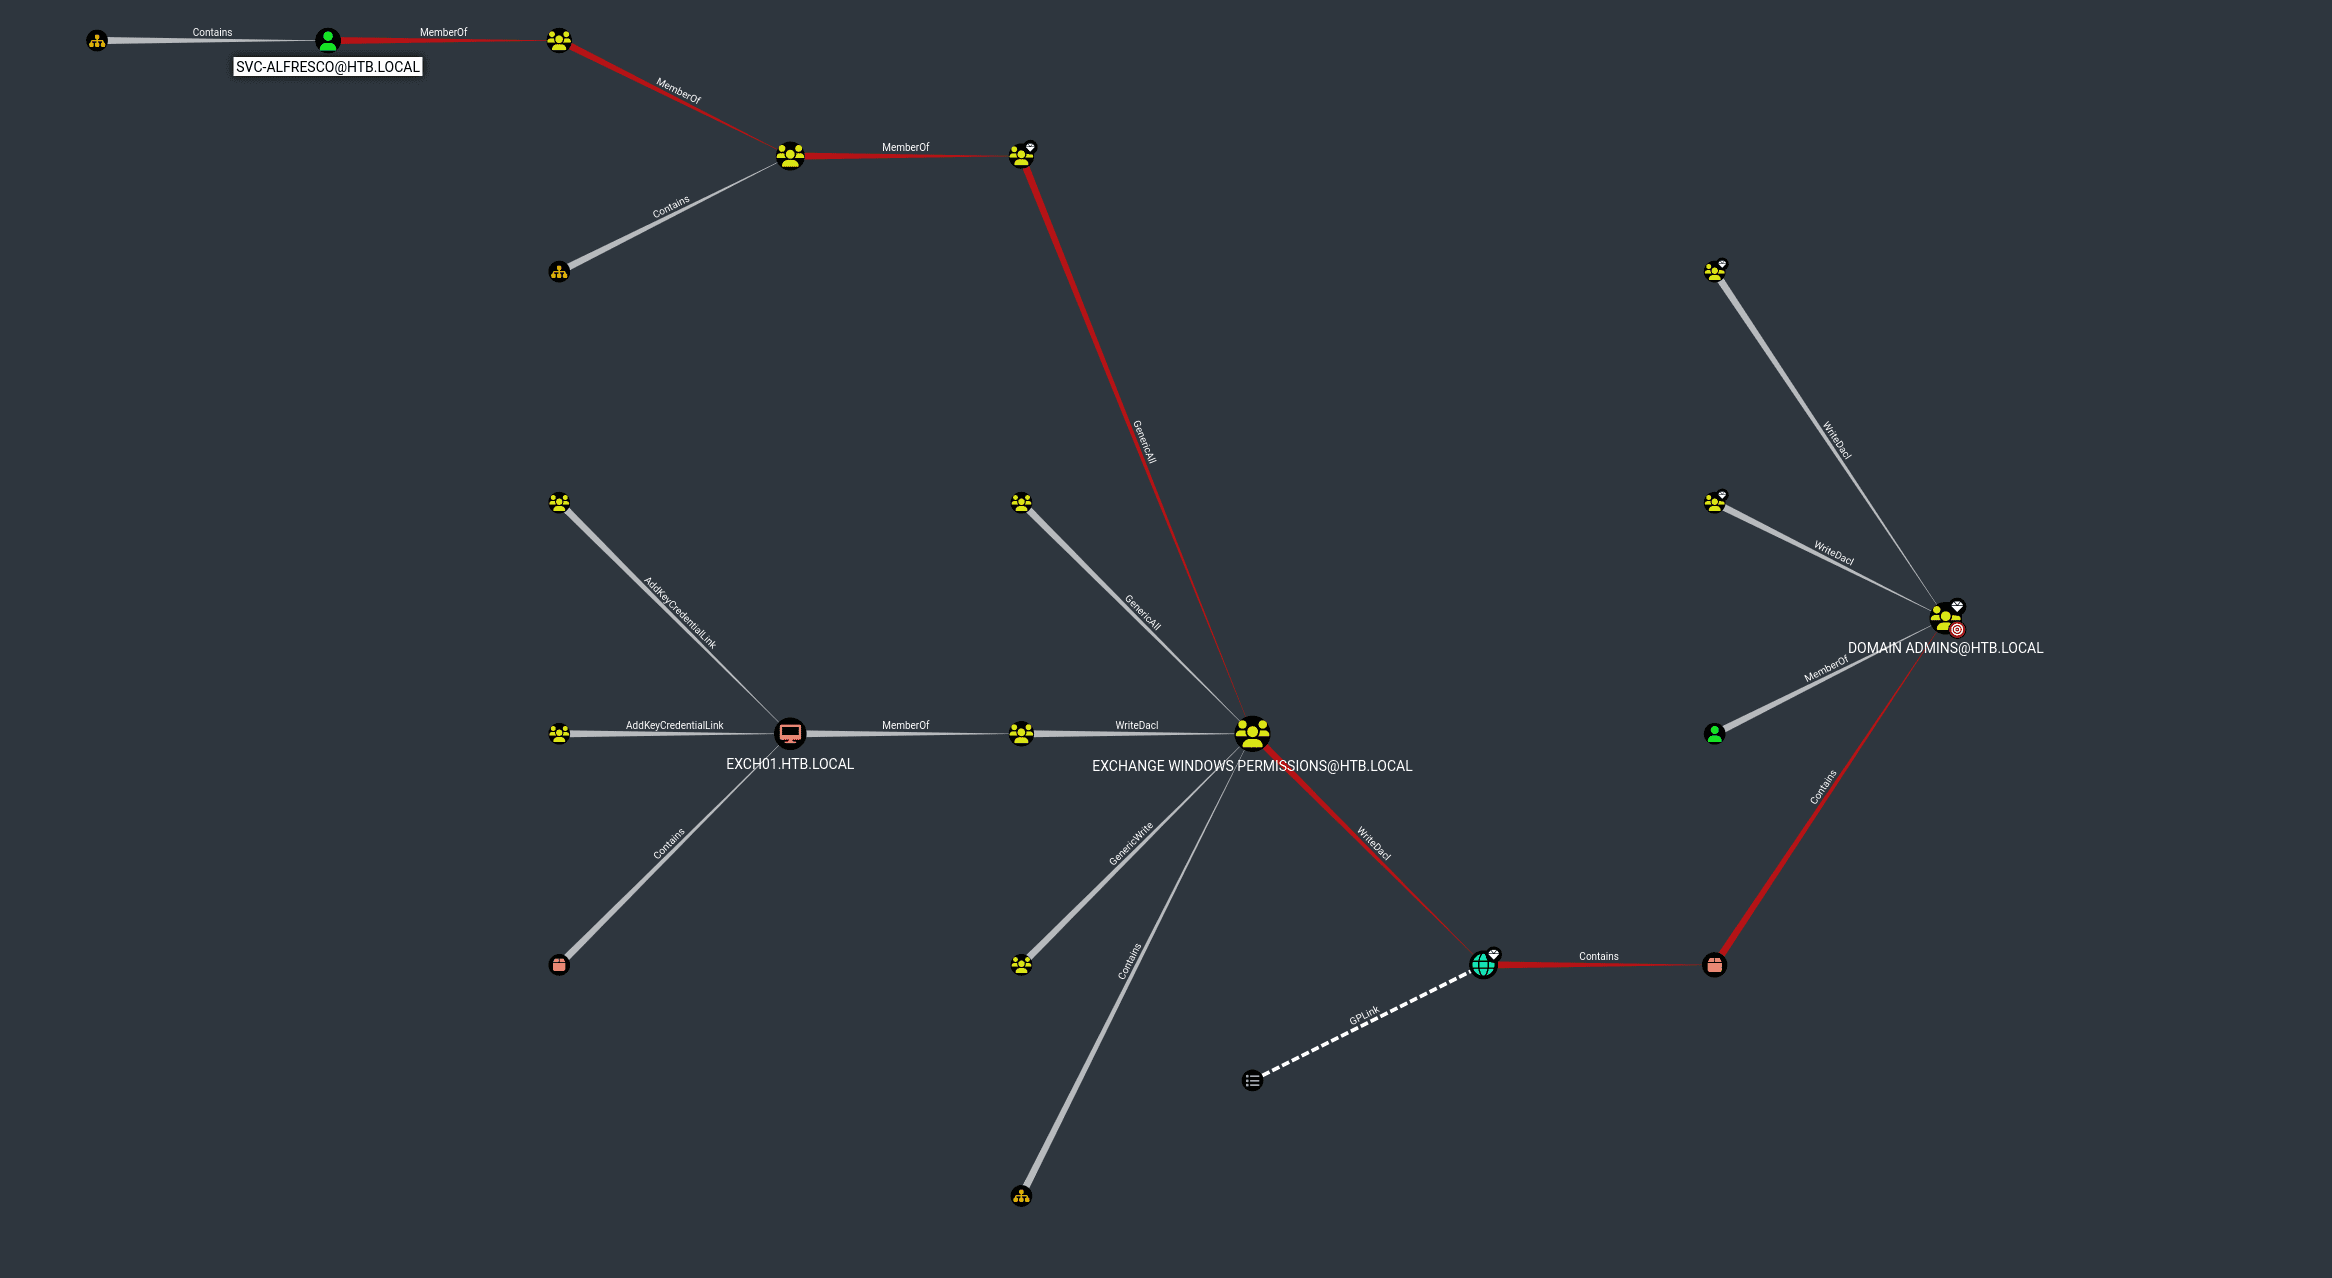 Contains
MemberOf
SVC-ALFRESCO@HTB.LOCAL
MemberOf
MemberOf
Contains
GenericAll
WriteDacl
WriteDacl
AddKeyCredentialLink
GenericAll
DOMAIN ADMINS@HTB.LOCAL
MemberOf
AddKeyCredentialLink
MemberOf
WriteDacl
EXCH01.HTB.LOCAL
EXCHANGE WINDOWS PERMISSIONS@HTB.LOCAL
Contains
Contains
GenericWrite
WriteDacl
Contains
Contains
GPLink